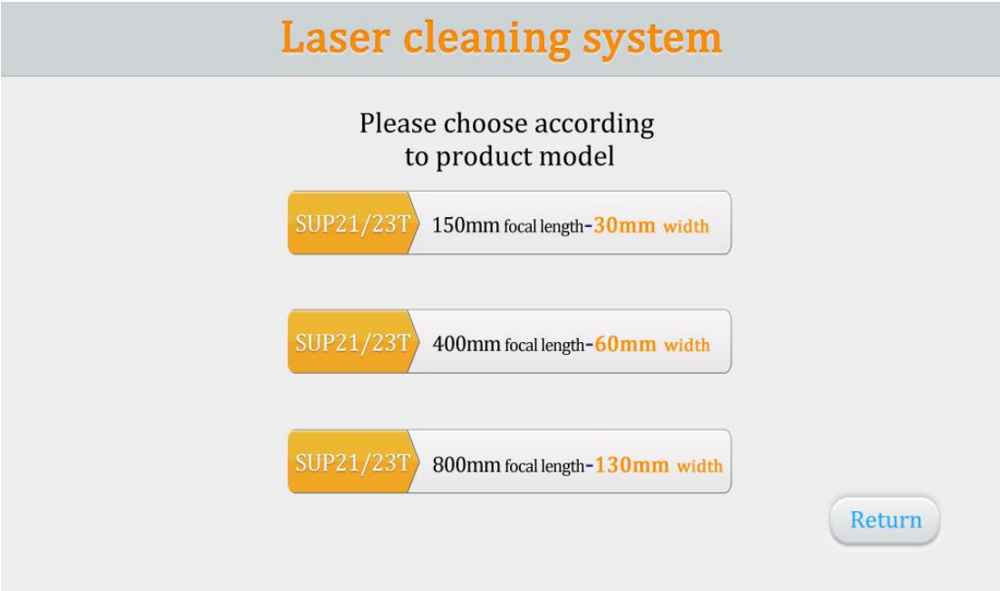 Laser cleaning system
Please choose according
to product model
SUP21/23T 150mm focal length-30mm width
SUP21/23T 400mm focal length-60mm width
SUP21/23T 800mm focal length-130mm width
Return